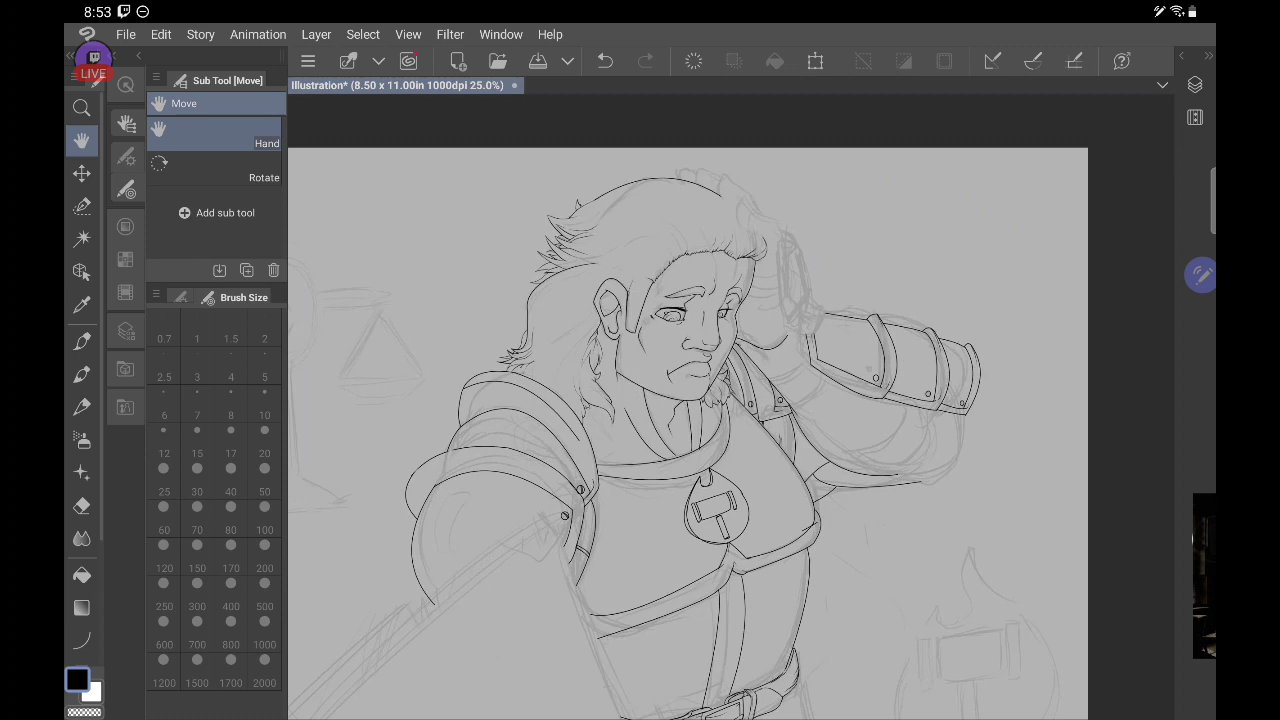 8:53
File Edit Story Animation Layer Select View Filter Window Help
LIVE
Sub Tool [Move]
Illustration* (8.50 x 11.00in 1000dpi 25.0%)
Move
Hand
Rotate
Add sub tool
Brush Size
0.7 1 1.5 2
2.5 3 4 5
6 7 8 10
12 15 17 20
25 30 40 50
60 70 80 100
120 150 170 200
250 300 400 500
600 700 800 1000
1200 1500 1700 2000